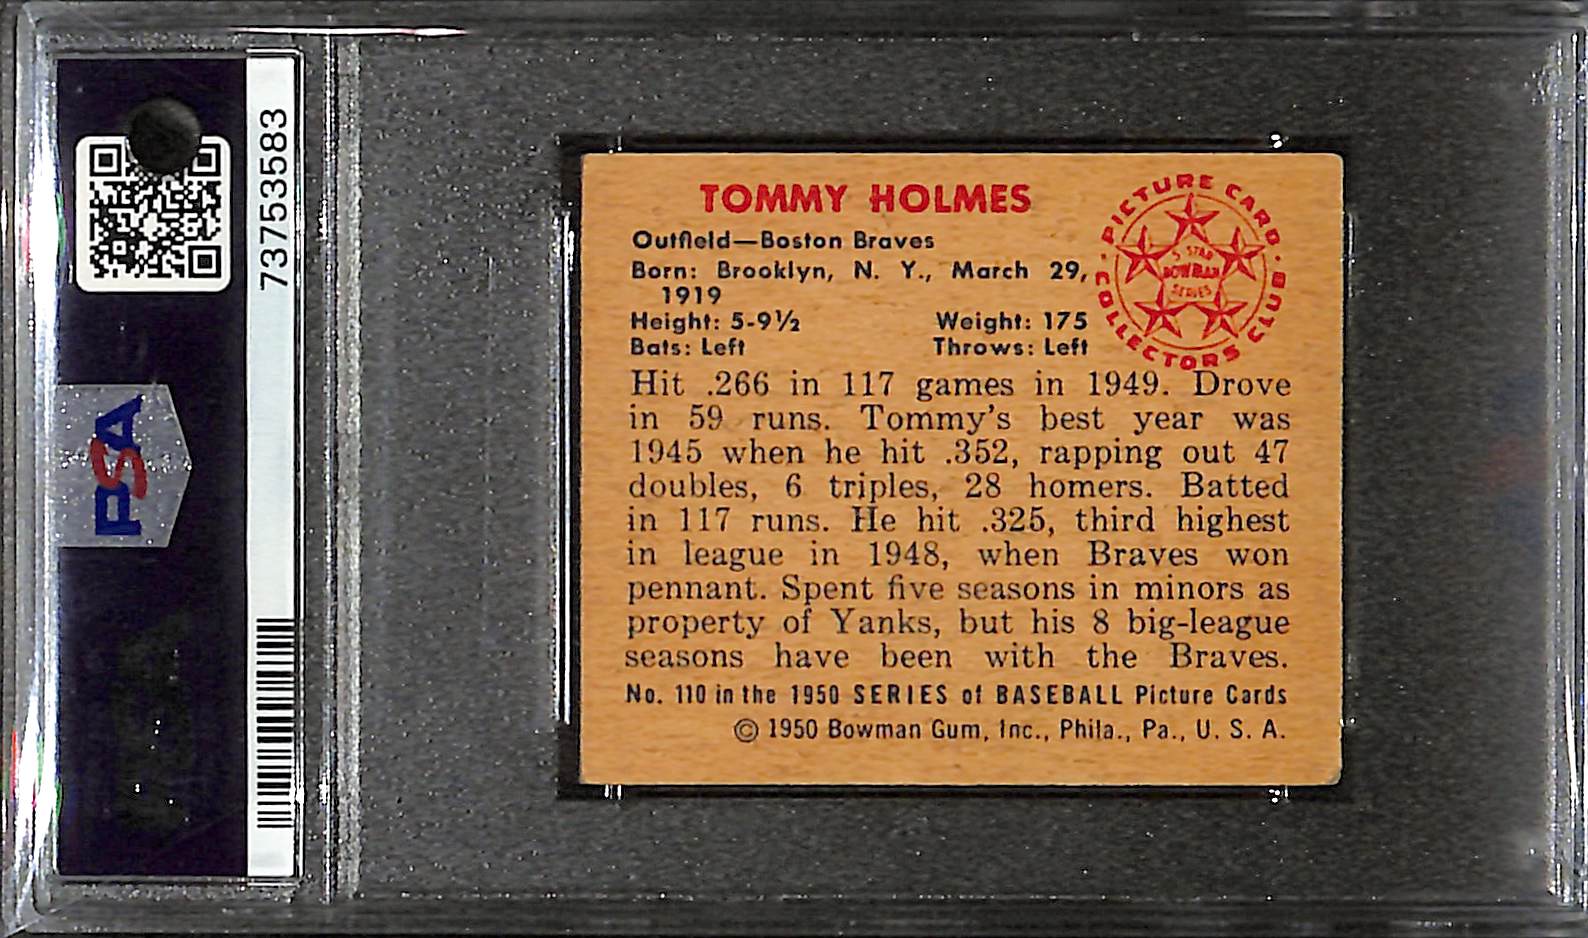 73753583
PSA
TOMMY HOLMES
Outfield—Boston Braves
Born: Brooklyn, N. Y., March 29,
1919
Height: 5-9½ Weight: 175
Bats: Left Throws: Left
PICTURE CARD
COLLECTORS CLUB
5 STAR
BOWMAN
SERIES
Hit .266 in 117 games in 1949. Drove
in 59 runs. Tommy's best year was
1945 when he hit .352, rapping out 47
doubles, 6 triples, 28 homers. Batted
in 117 runs. He hit .325, third highest
in league in 1948, when Braves won
pennant. Spent five seasons in minors as
property of Yanks, but his 8 big-league
seasons have been with the Braves.
No. 110 in the 1950 SERIES of BASEBALL Picture Cards
© 1950 Bowman Gum, Inc., Phila., Pa., U. S. A.